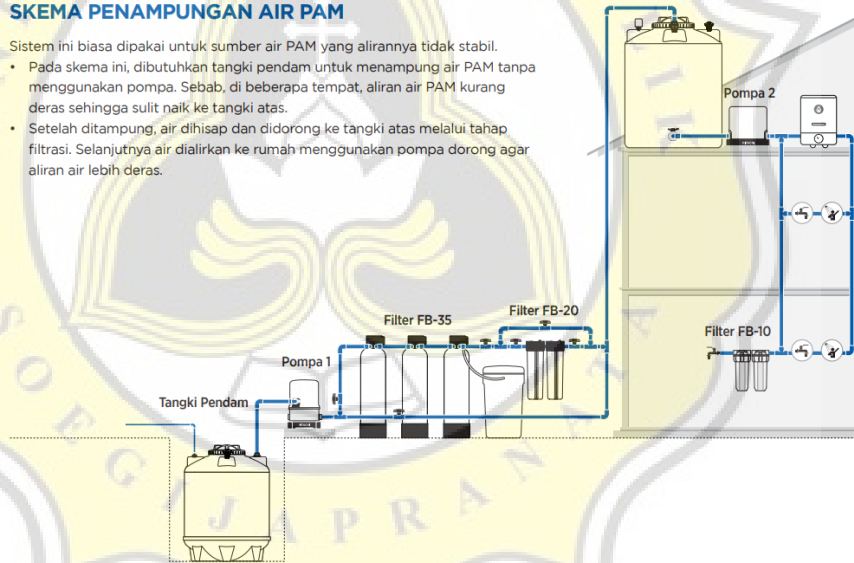 SKEMA PENAMPUNGAN AIR PAM
Sistem ini biasa dipakai untuk sumber air PAM yang alirannya tidak stabil.
• Pada skema ini, dibutuhkan tangki pendam untuk menampung air PAM tanpa
menggunakan pompa. Sebab, di beberapa tempat, aliran air PAM kurang
deras sehingga sulit naik ke tangki atas.
• Setelah ditampung, air dihisap dan didorong ke tangki atas melalui tahap
filtrasi. Selanjutnya air dialirkan ke rumah menggunakan pompa dorong agar
aliran air lebih deras.
Pompa 2
Filter FB-35
Filter FB-20
Filter FB-10
Pompa 1
Tangki Pendam
SOEGIJAPRANATA